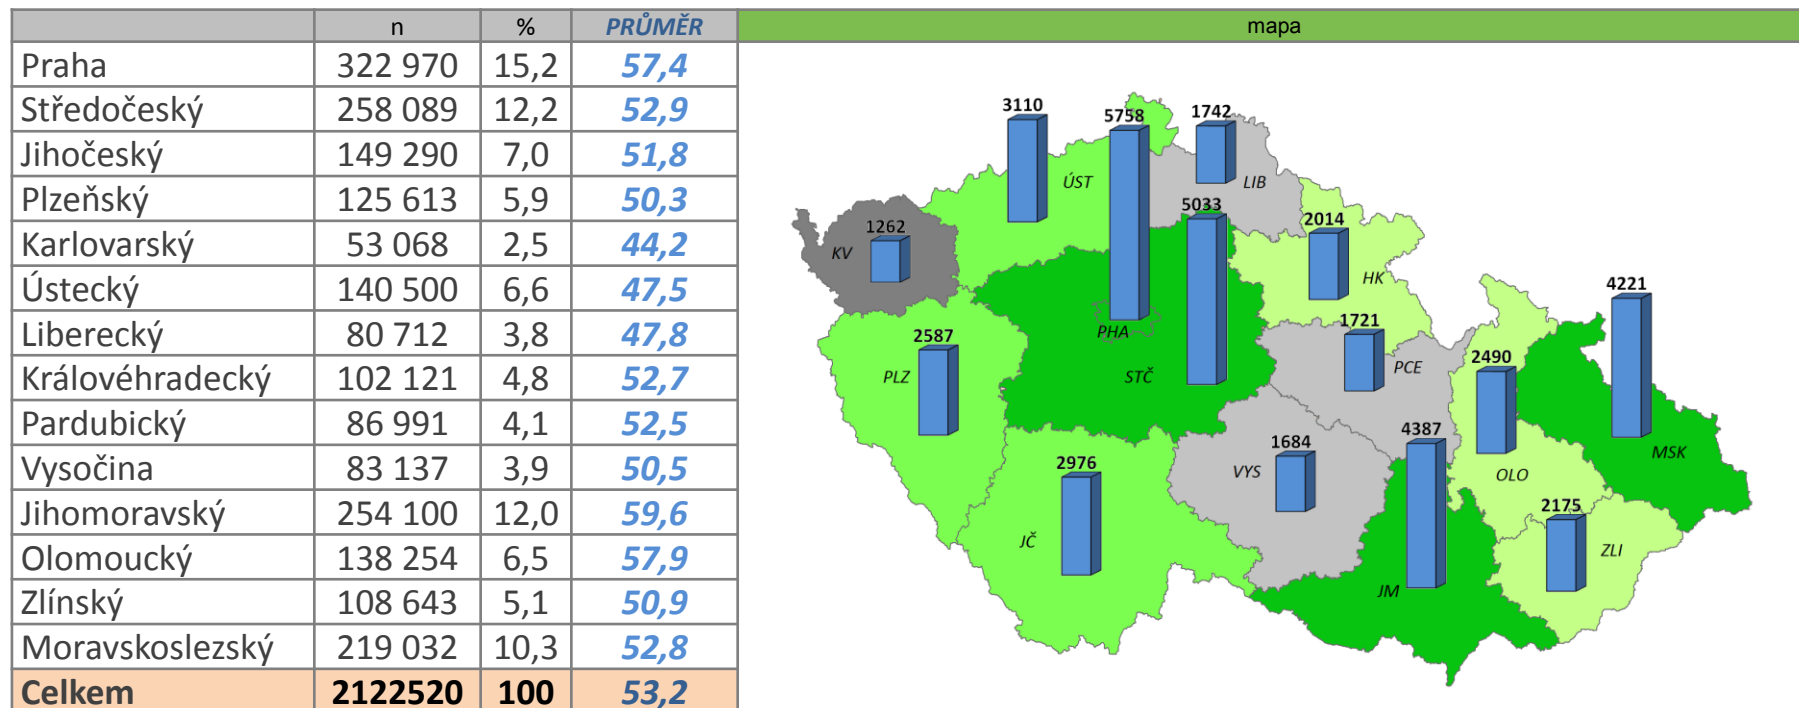 n % PRŮMĚR mapa
Praha 322 970 15,2 57,4
Středočeský 258 089 12,2 52,9
Jihočeský 149 290 7,0 51,8
Plzeňský 125 613 5,9 50,3
Karlovarský 53 068 2,5 44,2
Ústecký 140 500 6,6 47,5
Liberecký 80 712 3,8 47,8
Královéhradecký 102 121 4,8 52,7
Pardubický 86 991 4,1 52,5
Vysočina 83 137 3,9 50,5
Jihomoravský 254 100 12,0 59,6
Olomoucký 138 254 6,5 57,9
Zlínský 108 643 5,1 50,9
Moravskoslezský 219 032 10,3 52,8
Celkem 2122520 100 53,2
3110
ÚST
5758
PHA
1742
LIB
1262
KV
5033
STČ
2014
HK
2587
PLZ
1721
PCE
2490
OLO
4221
MSK
2976
JČ
1684
VYS
4387
JM
2175
ZLI